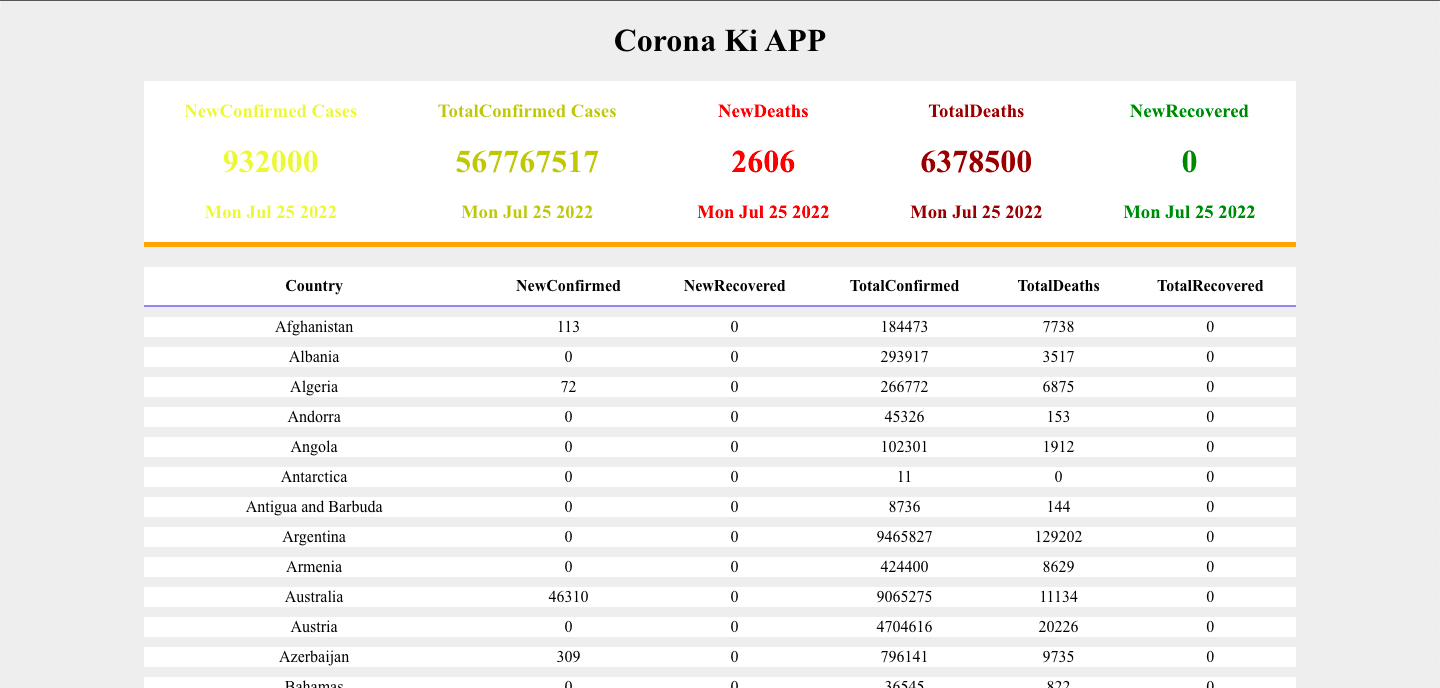 Corona Ki APP
NewConfirmed Cases TotalConfirmed Cases NewDeaths TotalDeaths NewRecovered
932000 567767517 2606 6378500 0
Mon Jul 25 2022 Mon Jul 25 2022 Mon Jul 25 2022 Mon Jul 25 2022 Mon Jul 25 2022
Country NewConfirmed NewRecovered TotalConfirmed TotalDeaths TotalRecovered
Afghanistan 113 0 184473 7738 0
Albania 0 0 293917 3517 0
Algeria 72 0 266772 6875 0
Andorra 0 0 45326 153 0
Angola 0 0 102301 1912 0
Antarctica 0 0 11 0 0
Antigua and Barbuda 0 0 8736 144 0
Argentina 0 0 9465827 129202 0
Armenia 0 0 424400 8629 0
Australia 46310 0 9065275 11134 0
Austria 0 0 4704616 20226 0
Azerbaijan 309 0 796141 9735 0
Bahamas 0 0 36545 822 0